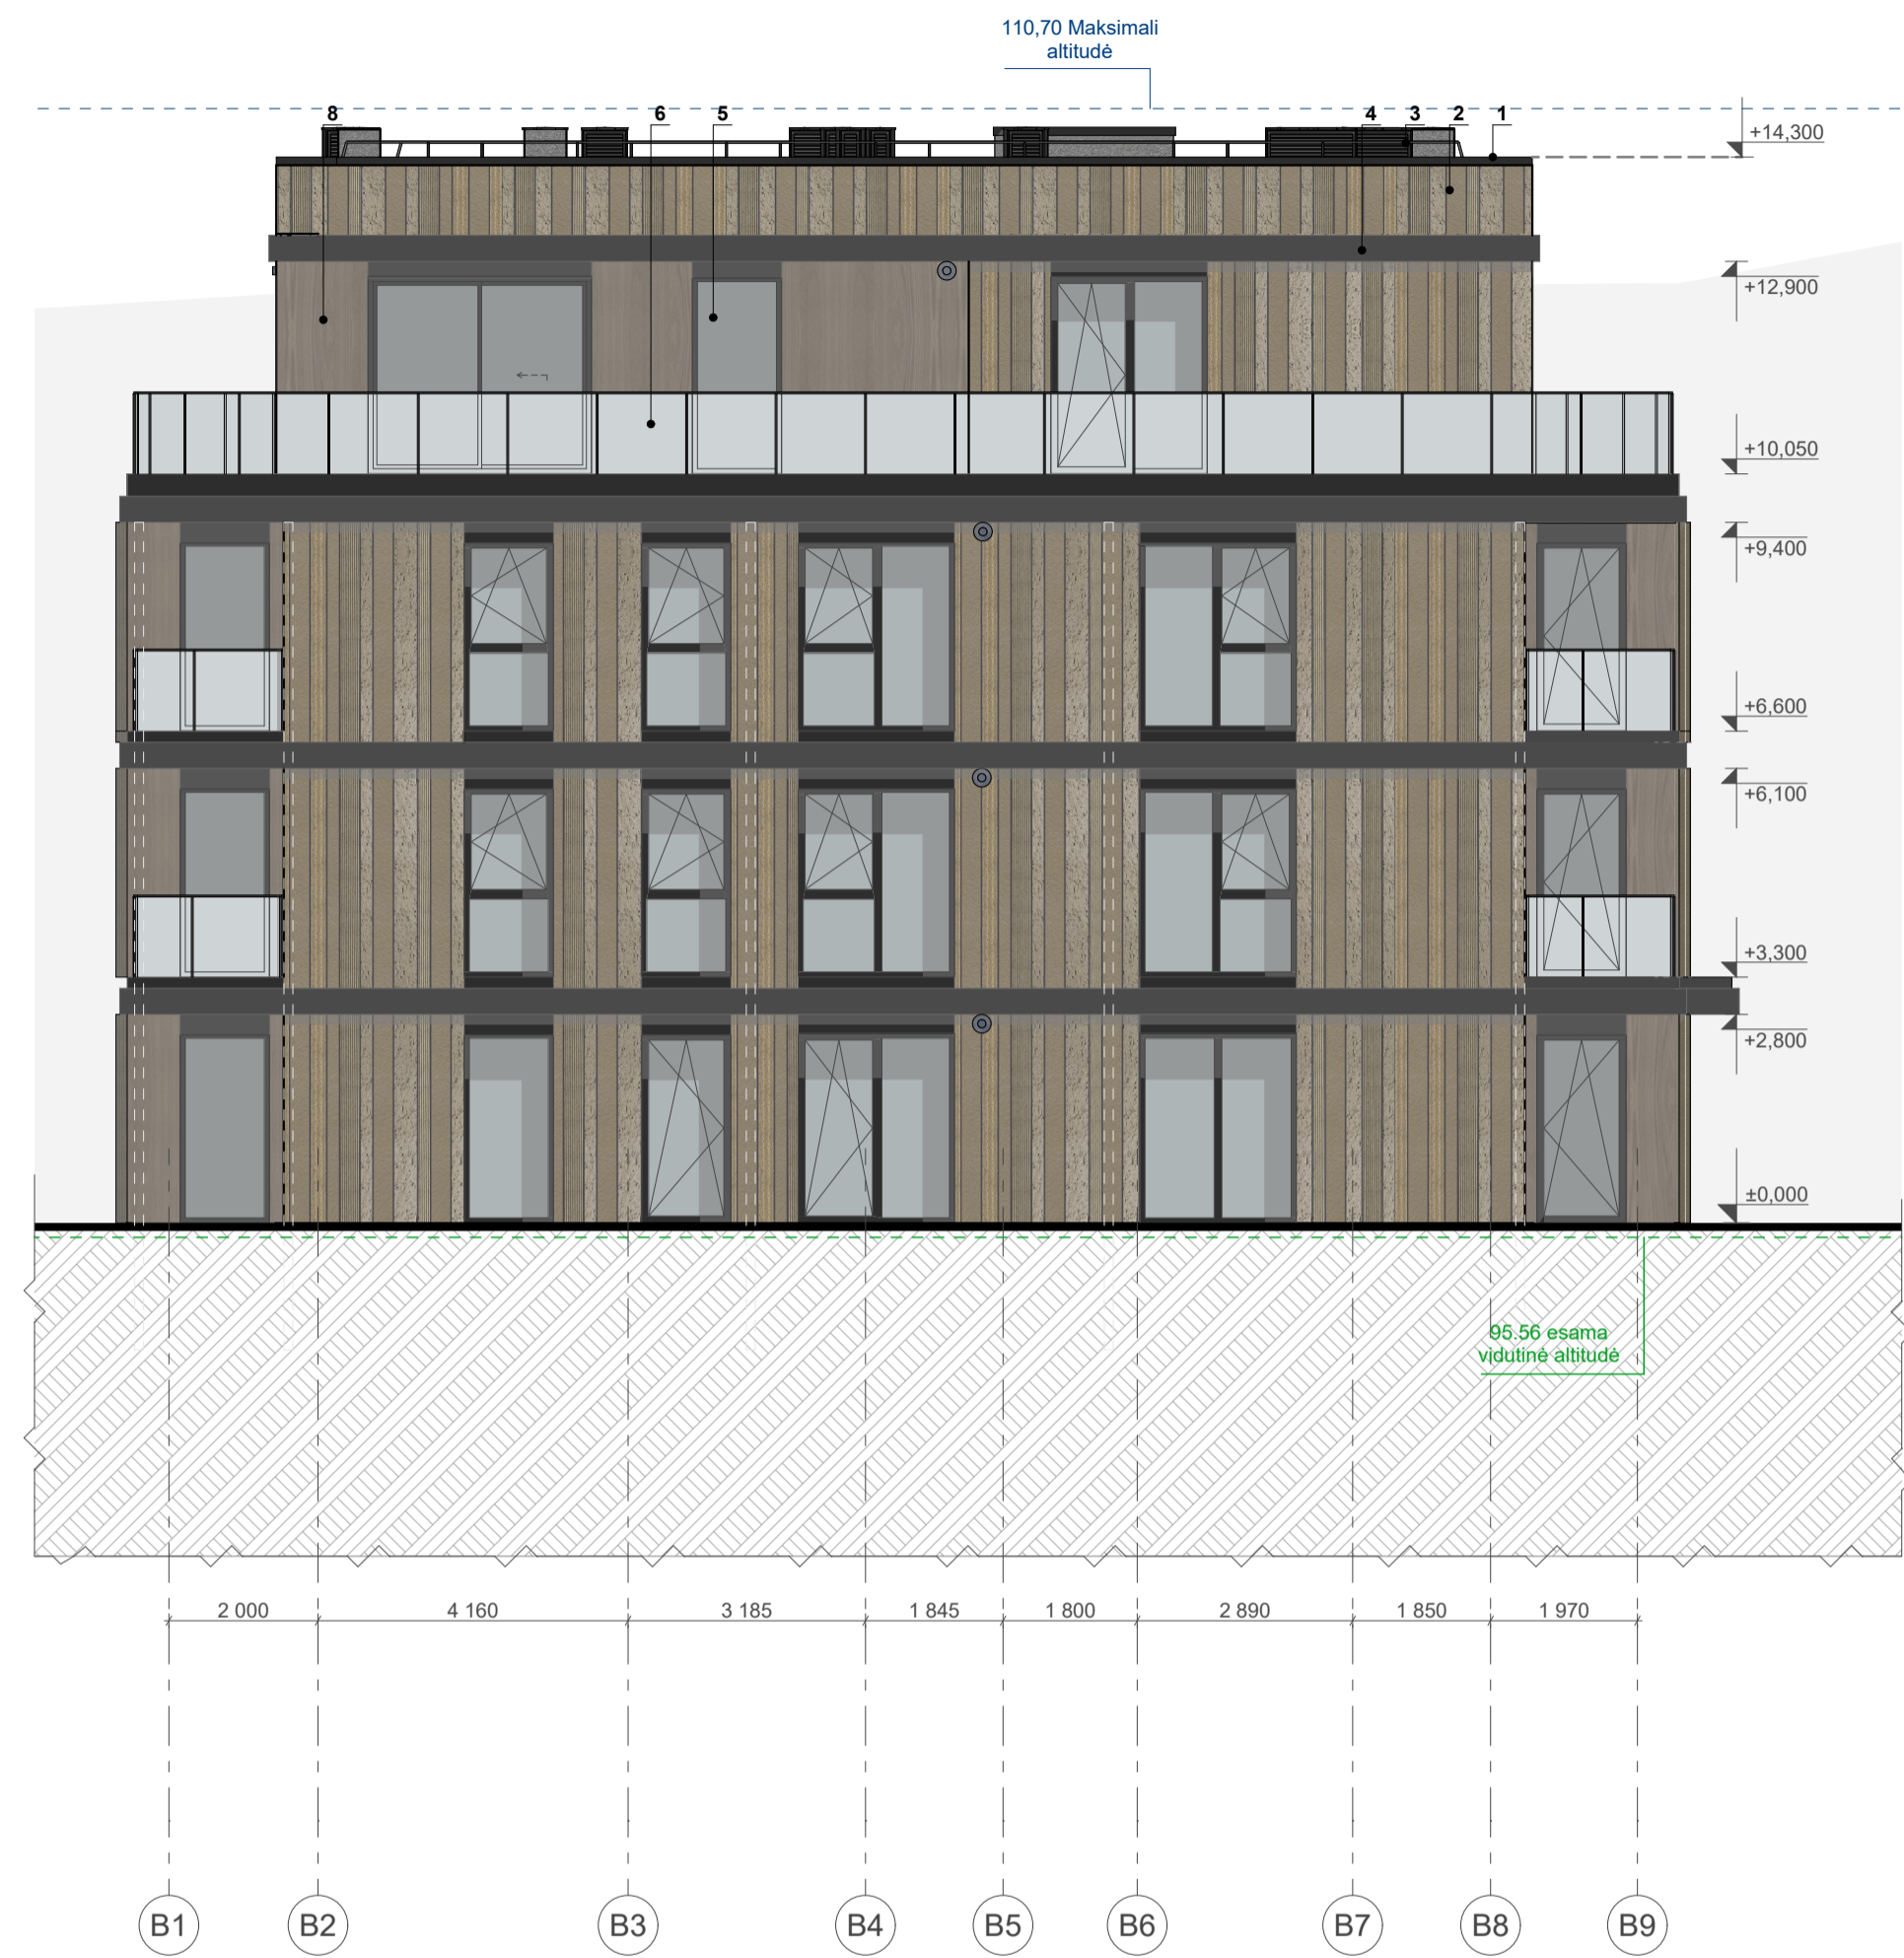 110,70 Maksimali
altitudė
8 6 5 4 3 2 1
+14,300
+12,900
+10,050
+9,400
+6,600
+6,100
+3,300
+2,800
±0,000
95.56 esama
vidutinė altitudė
2 000 4 160 3 185 1 845 1 800 2 890 1 850 1 970
B1 B2 B3 B4 B5 B6 B7 B8 B9